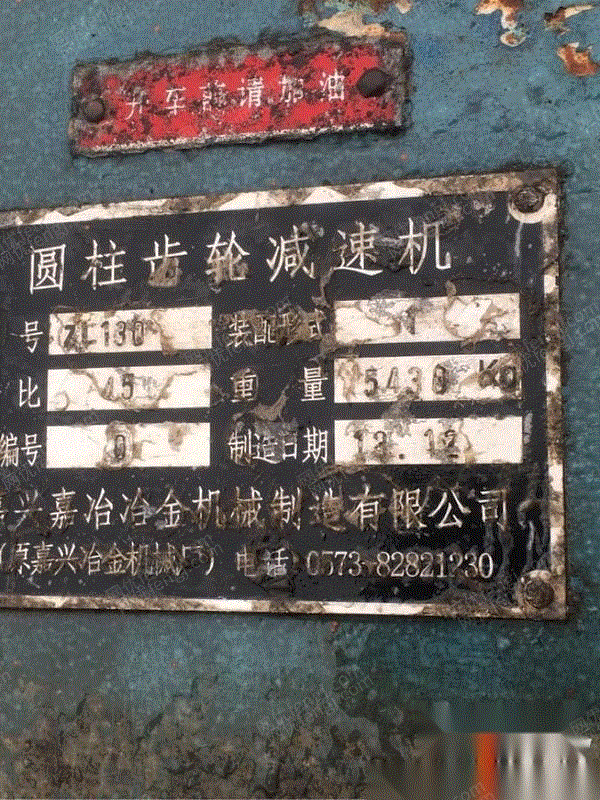 开车前请加油
圆柱齿轮减速机
号 ZL130 装配形式
比 15 重量 5430 Kg
编号 0 制造日期 13.12
嘉兴嘉冶冶金机械制造有限公司
(原嘉兴冶金机械厂) 电话:0573-82821230